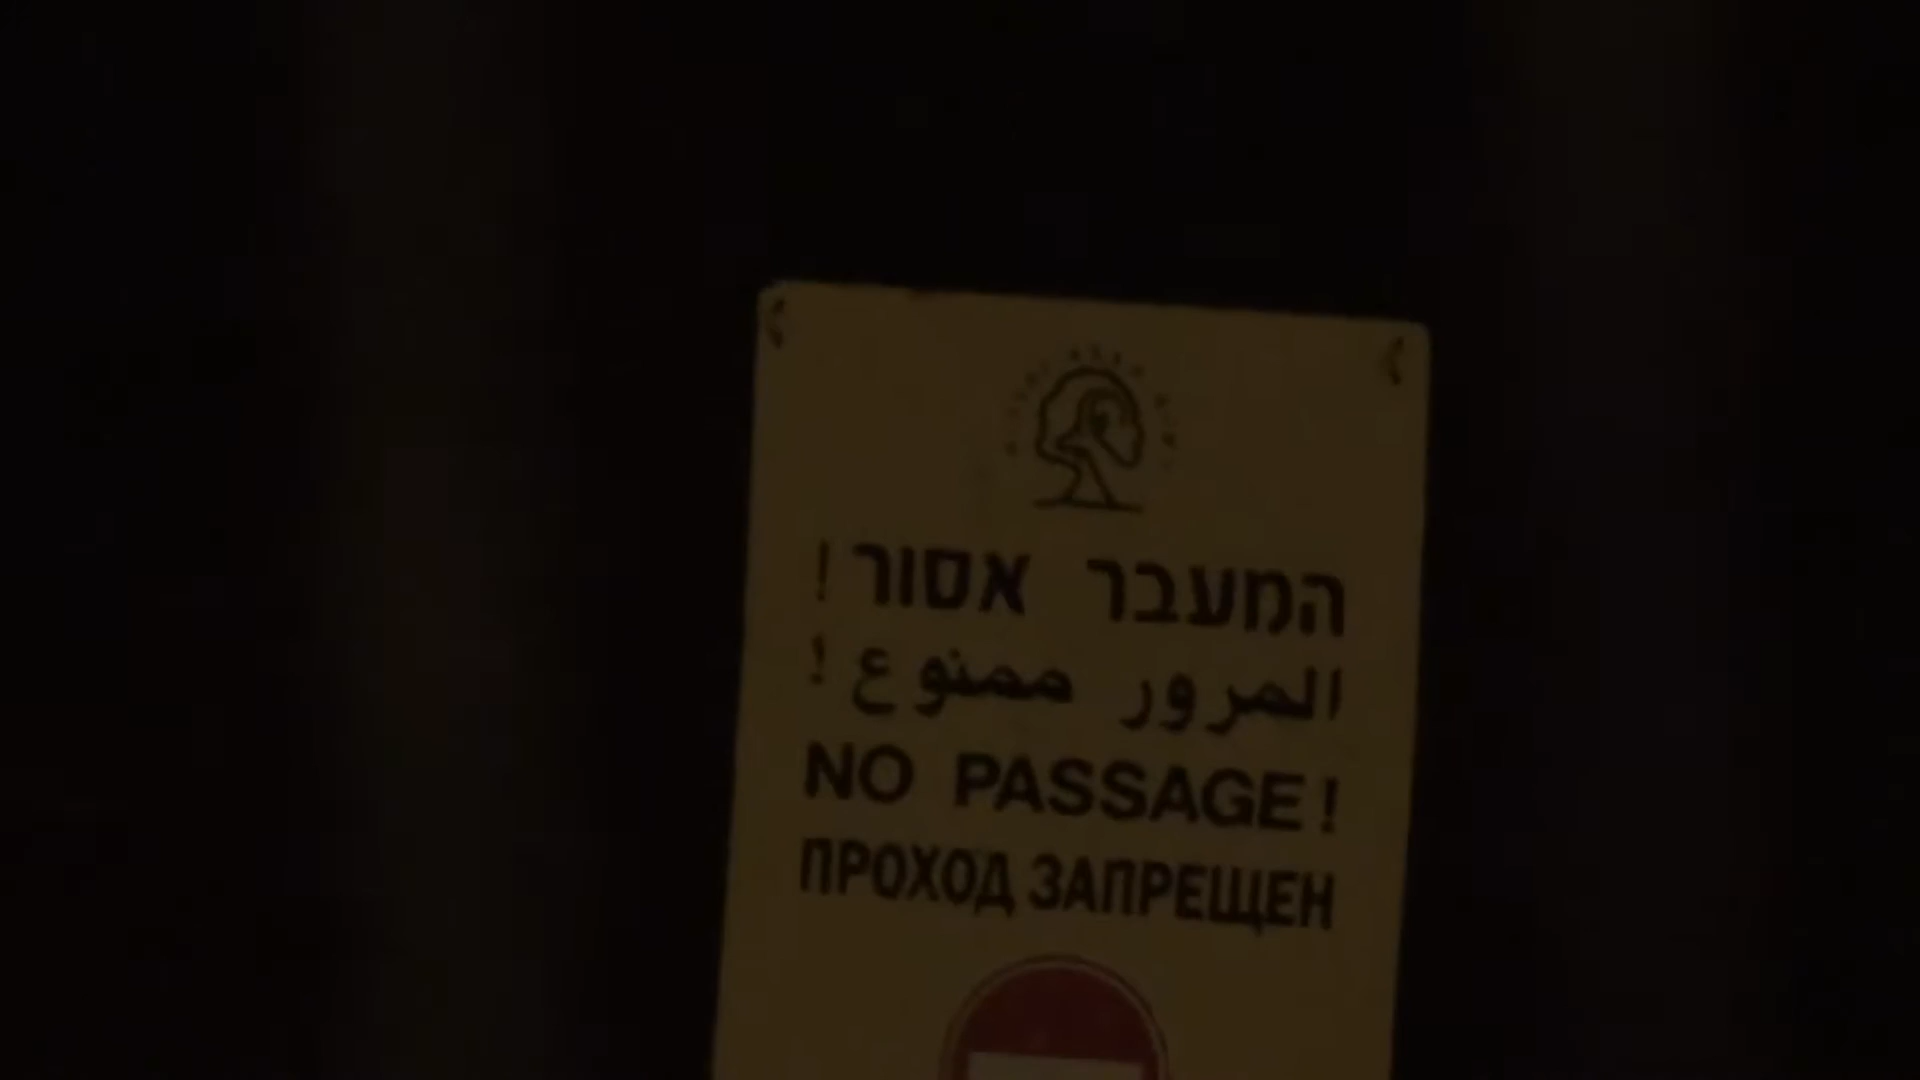 המעבר אסור!
المرور ممنوع!
NO PASSAGE!
ПРОХОД ЗАПРЕЩЕН